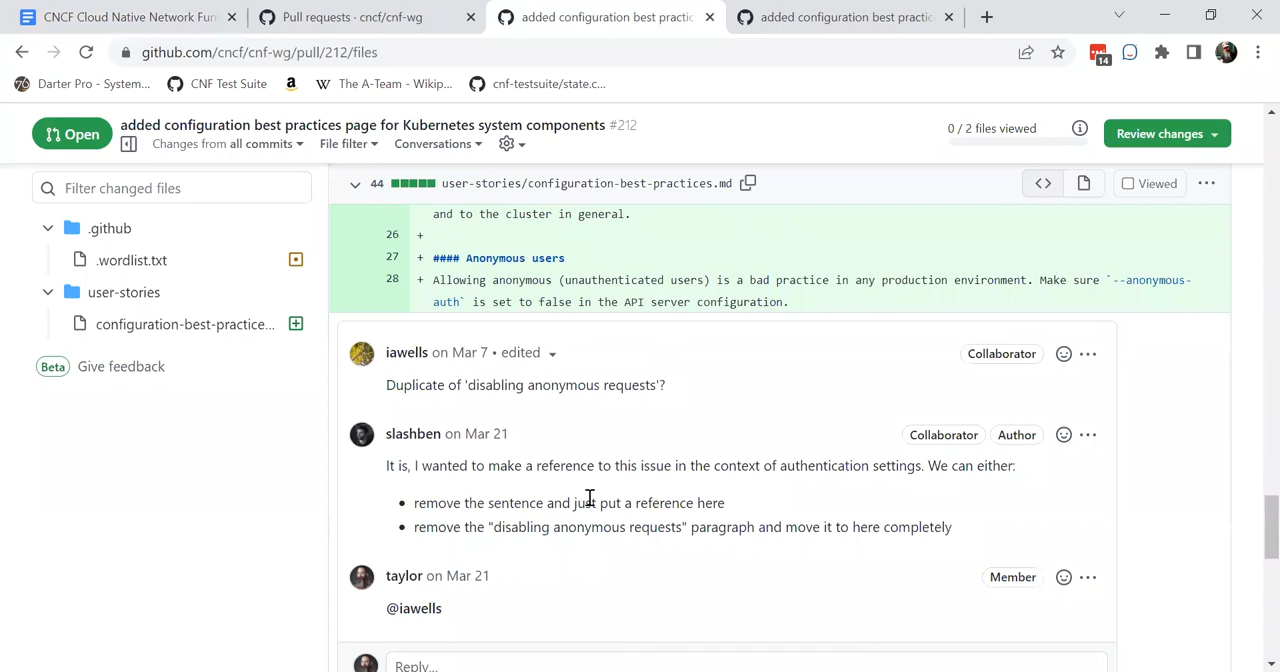 CNCF Cloud Native Network Fun
Pull requests · cncf/cnf-wg
added configuration best practic
added configuration best practic
github.com/cncf/cnf-wg/pull/212/files
14
Darter Pro - System...
CNF Test Suite
The A-Team - Wikip...
cnf-testsuite/state.c...
Open
added configuration best practices page for Kubernetes system components #212
Changes from all commits
File filter
Conversations
0 / 2 files viewed
Review changes
Filter changed files
.github
.wordlist.txt
user-stories
configuration-best-practice...
Beta Give feedback
44 user-stories/configuration-best-practices.md
Viewed
and to the cluster in general.
26 +
27 + #### Anonymous users
28 + Allowing anonymous (unauthenticated users) is a bad practice in any production environment. Make sure `--anonymous-
auth` is set to false in the API server configuration.
iawells on Mar 7 • edited
Collaborator
Duplicate of 'disabling anonymous requests'?
slashben on Mar 21
Collaborator
Author
It is, I wanted to make a reference to this issue in the context of authentication settings. We can either:
• remove the sentence and just put a reference here
• remove the "disabling anonymous requests" paragraph and move it to here completely
taylor on Mar 21
Member
@iawells
Reply...